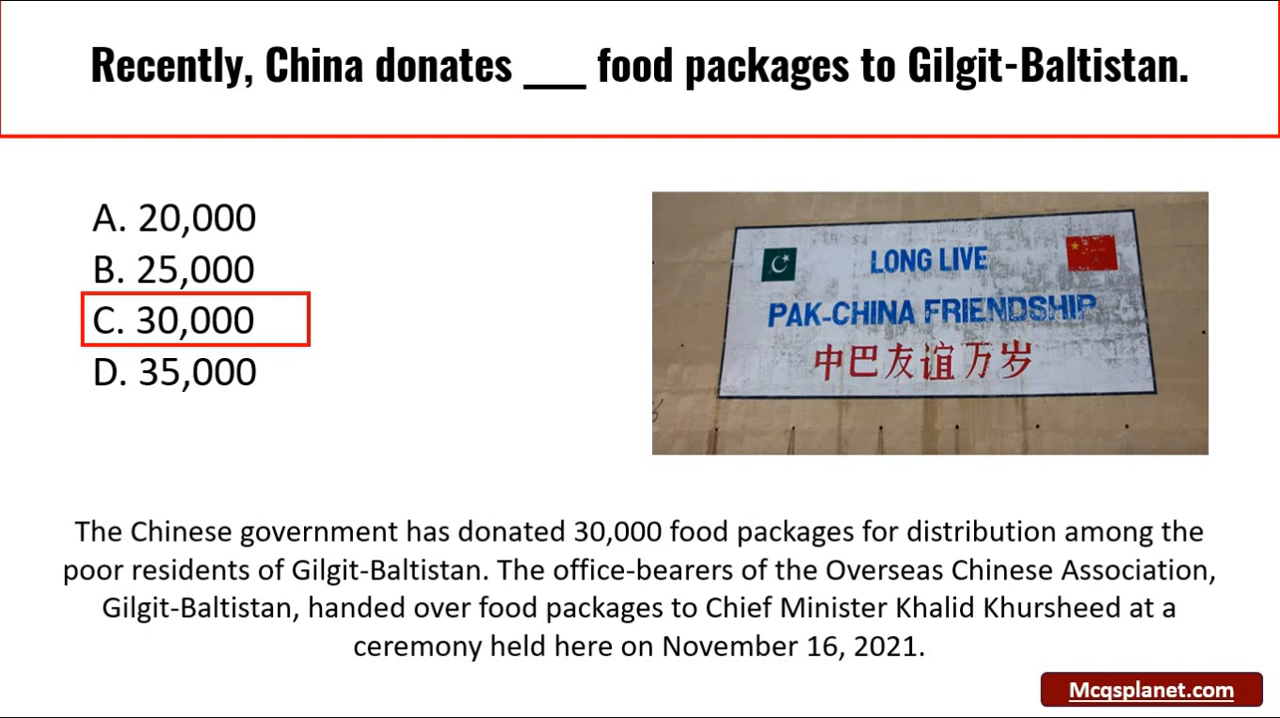 Recently, China donates ___ food packages to Gilgit-Baltistan.
A. 20,000
B. 25,000
C. 30,000
D. 35,000
LONG LIVE
PAK-CHINA FRIENDSHIP
中巴友谊万岁
The Chinese government has donated 30,000 food packages for distribution among the
poor residents of Gilgit-Baltistan. The office-bearers of the Overseas Chinese Association,
Gilgit-Baltistan, handed over food packages to Chief Minister Khalid Khursheed at a
ceremony held here on November 16, 2021.
Mcqsplanet.com